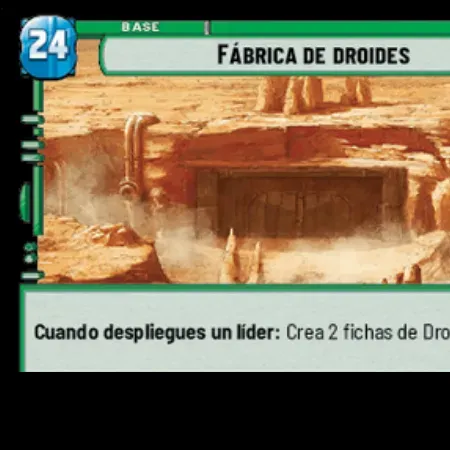 BASE
24
FÁBRICA DE DROIDES
Cuando despliegues un líder: Crea 2 fichas de Dro